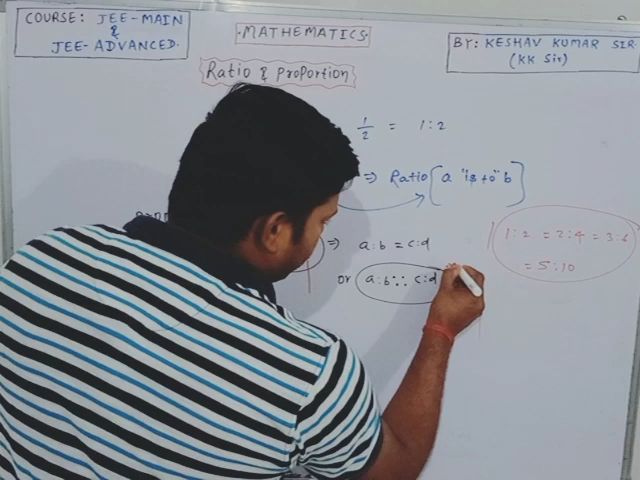 COURSE: JEE-MAIN
&
JEE-ADVANCED.
MATHEMATICS
BY: KESHAV KUMAR SIR.
(KK Sir)
Ratio & Proportion
1/2 = 1:2
⇒ Ratio [a "is to" b]
⇒ a:b = c:d
or a:b :: c:d
1:2 = 2:4 = 3:6
= 5:10